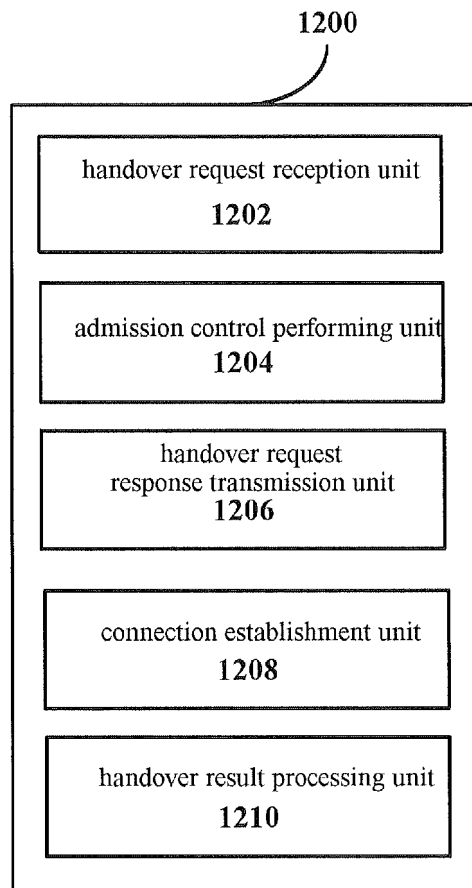 1200
handover request reception unit
1202
admission control performing unit
1204
handover request
response transmission unit
1206
connection establishment unit
1208
handover result processing unit
1210